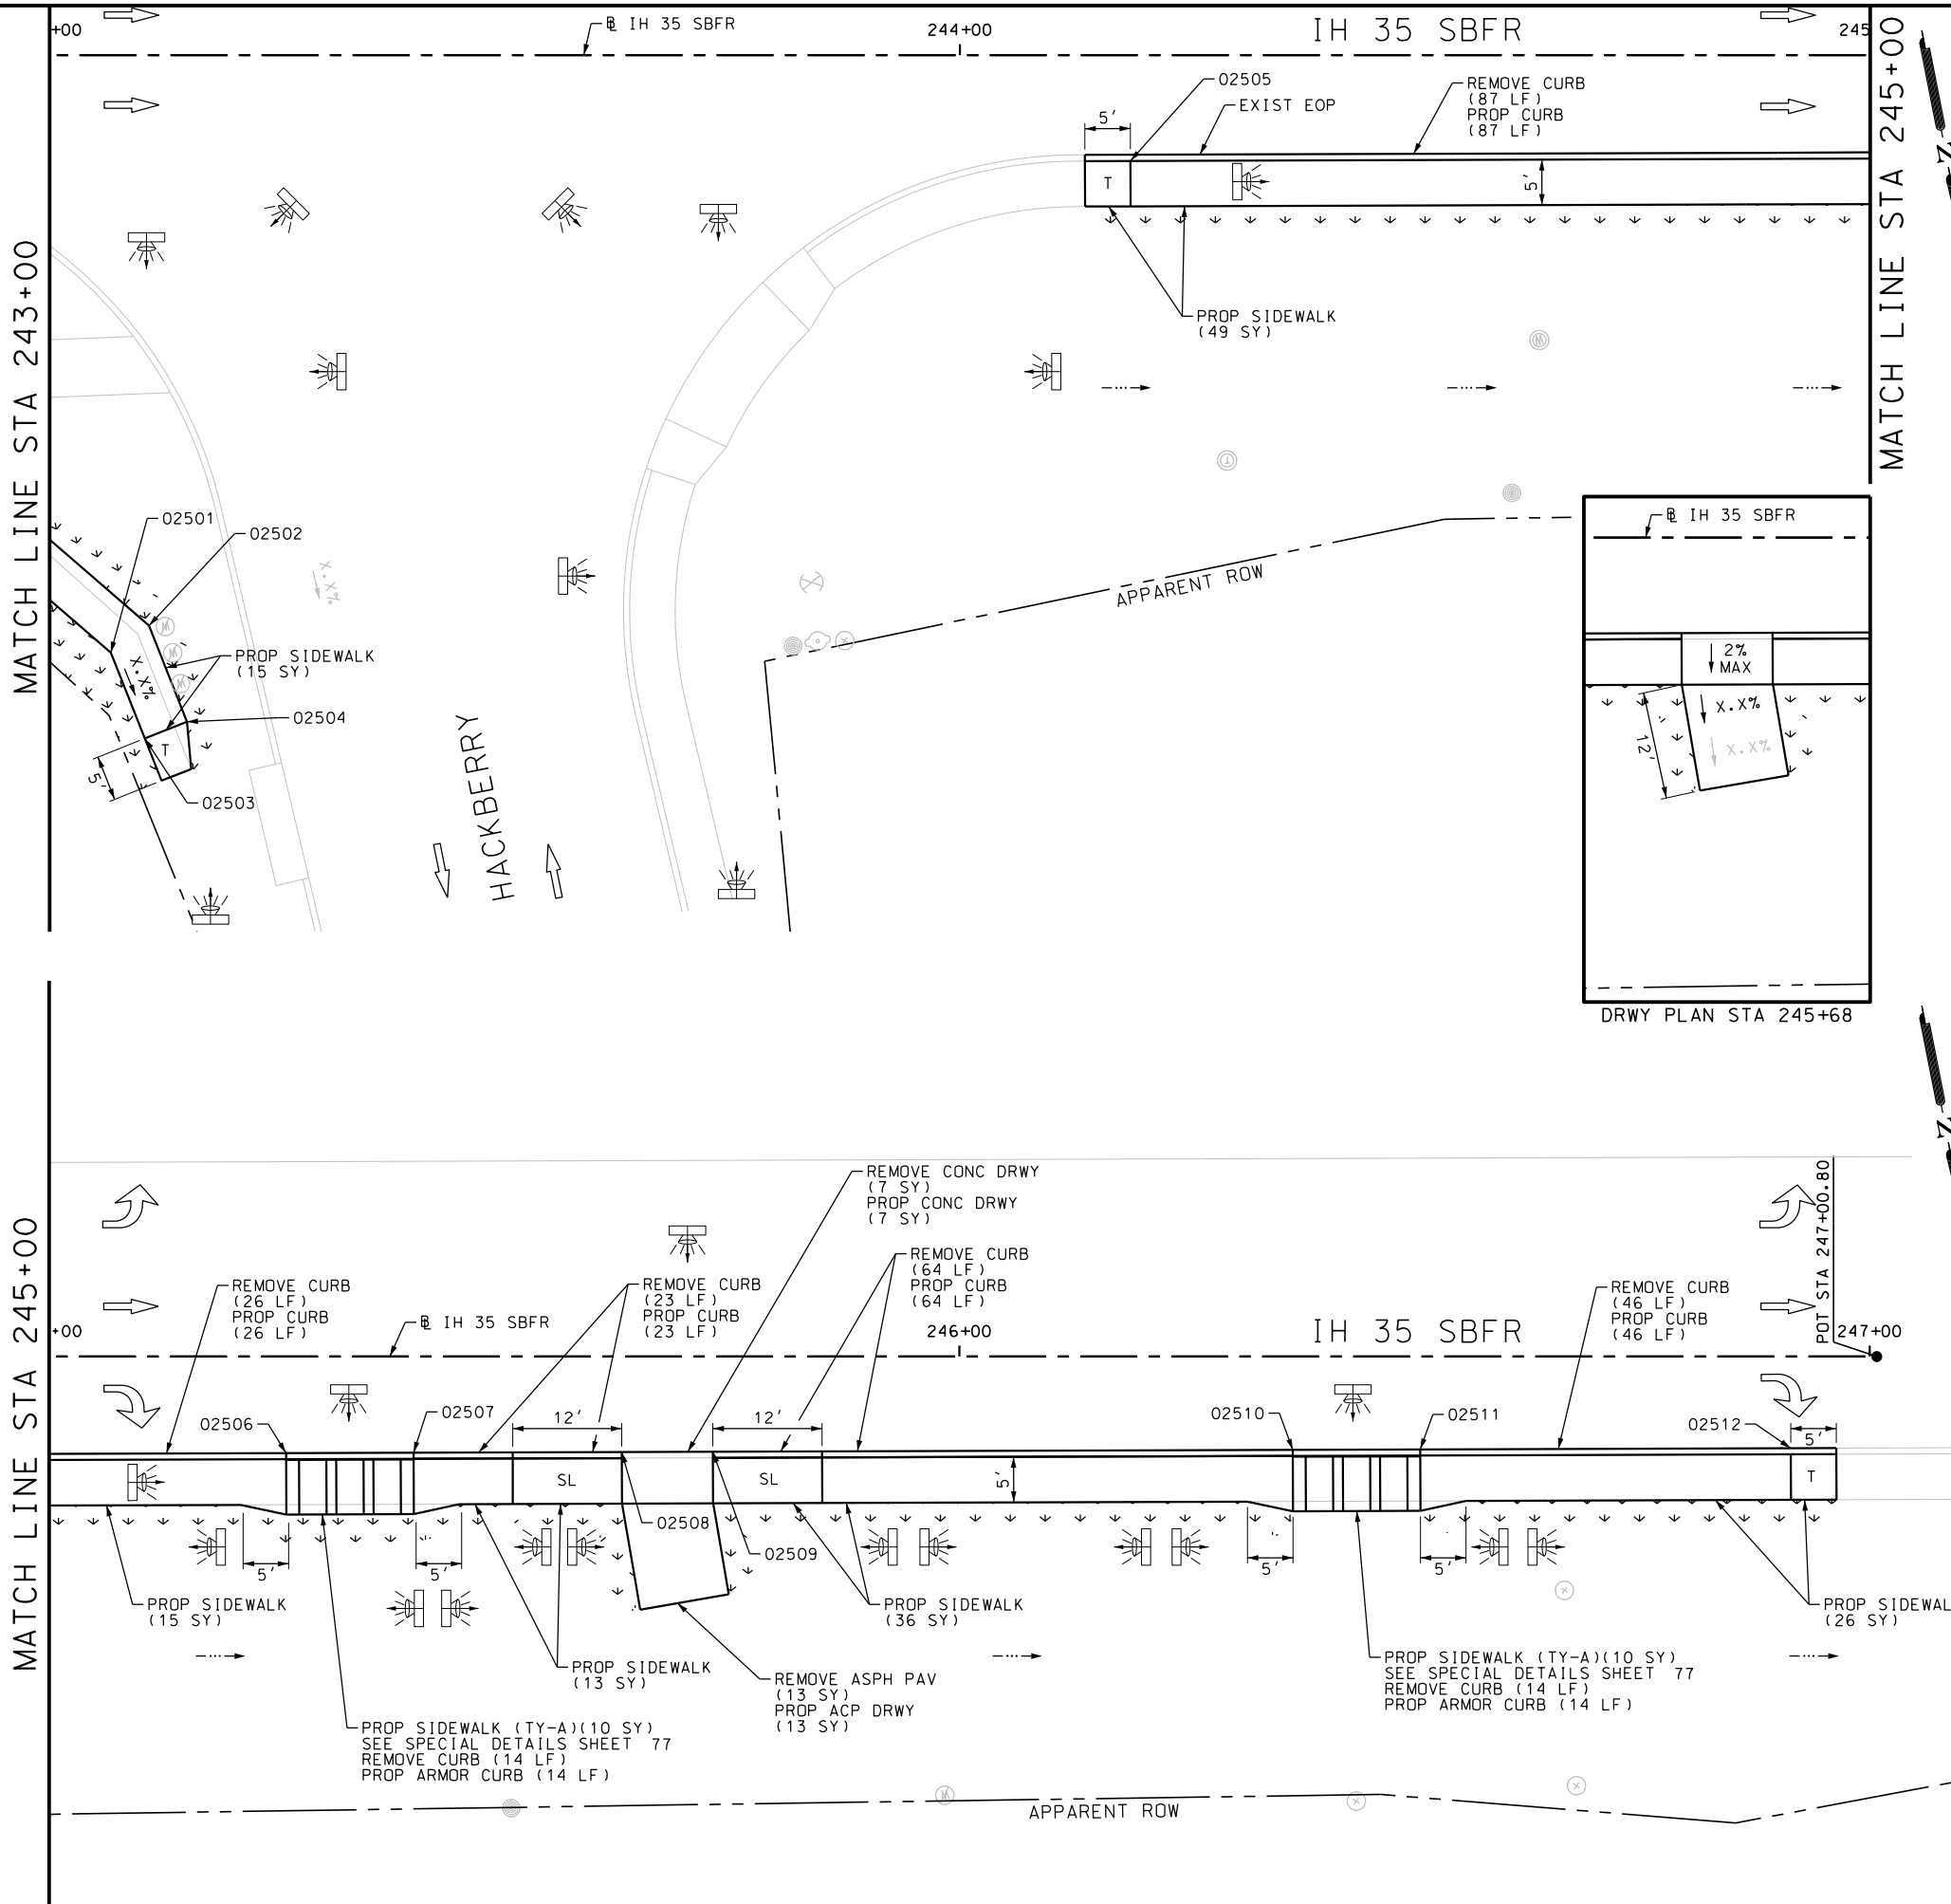 +00
℄ IH 35 SBFR
244+00
IH 35 SBFR
245
MATCH LINE STA 243+00
MATCH LINE STA 245+00
02505
EXIST EOP
REMOVE CURB
(87 LF)
PROP CURB
(87 LF)
5'
T
5'
PROP SIDEWALK
(49 SY)
02501
02502
X.X%
PROP SIDEWALK
(15 SY)
X.X%
02504
T
5'
02503
HACKBERRY
APPARENT ROW
N
℄ IH 35 SBFR
2%
MAX
X.X%
X.X%
12'
DRWY PLAN STA 245+68
N
MATCH LINE STA 245+00
REMOVE CONC DRWY
(7 SY)
PROP CONC DRWY
(7 SY)
REMOVE CURB
(26 LF)
PROP CURB
(26 LF)
REMOVE CURB
(23 LF)
PROP CURB
(23 LF)
REMOVE CURB
(64 LF)
PROP CURB
(64 LF)
REMOVE CURB
(46 LF)
PROP CURB
(46 LF)
POT STA 247+00.80
+00
℄ IH 35 SBFR
246+00
IH 35 SBFR
247+00
02506
02507
12'
12'
02510
02511
02512
5'
SL
SL
5'
T
02508
02509
5'
5'
5'
5'
PROP SIDEWALK
(15 SY)
PROP SIDEWALK
(13 SY)
PROP SIDEWALK
(36 SY)
PROP SIDEWAL
(26 SY)
REMOVE ASPH PAV
(13 SY)
PROP ACP DRWY
(13 SY)
PROP SIDEWALK (TY-A)(10 SY)
SEE SPECIAL DETAILS SHEET 77
REMOVE CURB (14 LF)
PROP ARMOR CURB (14 LF)
PROP SIDEWALK (TY-A)(10 SY)
SEE SPECIAL DETAILS SHEET 77
REMOVE CURB (14 LF)
PROP ARMOR CURB (14 LF)
APPARENT ROW